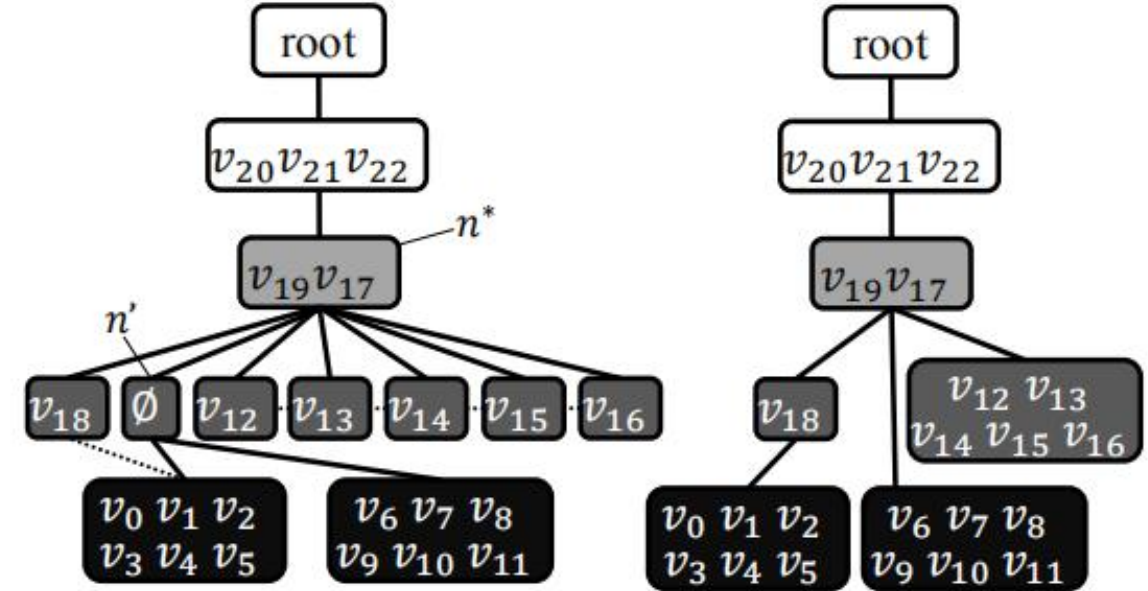 root
v₂₀v₂₁v₂₂
n*
v₁₉v₁₇
n’
v₁₈ Ø v₁₂ v₁₃ v₁₄ v₁₅ v₁₆
v₀ v₁ v₂
v₃ v₄ v₅
v₆ v₇ v₈
v₉ v₁₀ v₁₁
root
v₂₀v₂₁v₂₂
v₁₉v₁₇
v₁₈
v₁₂ v₁₃
v₁₄ v₁₅ v₁₆
v₀ v₁ v₂
v₃ v₄ v₅
v₆ v₇ v₈
v₉ v₁₀ v₁₁